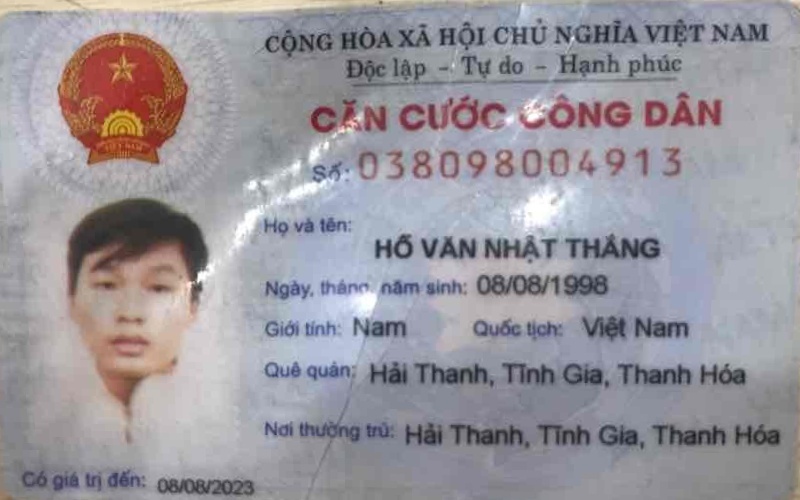 CỘNG HÒA XÃ HỘI CHỦ NGHĨA VIỆT NAM
Độc lập - Tự do - Hạnh phúc
CĂN CƯỚC CÔNG DÂN
Số: 038098004913
Họ và tên:
HỒ VĂN NHẬT THẮNG
Ngày, tháng, năm sinh: 08/08/1998
Giới tính: Nam Quốc tịch: Việt Nam
Quê quán: Hải Thanh, Tĩnh Gia, Thanh Hóa
Nơi thường trú: Hải Thanh, Tĩnh Gia, Thanh Hóa
Có giá trị đến: 08/08/2023
VIỆT NAM